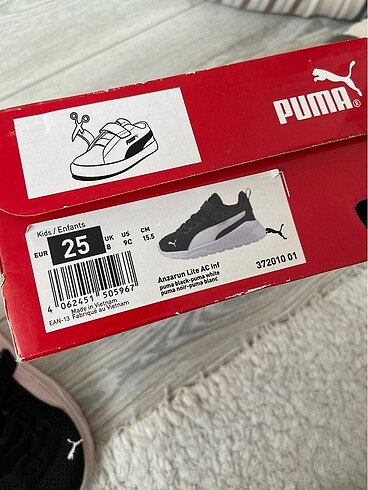 PUMA®
PUMA
Kids / Enfants
EUR 25 UK 8 US 9C CM 15.5
Anzarun Lite AC Inf
puma black-puma white
puma noir-puma blanc
372010 01
4 062451 505967
EAN-13 Made in Vietnam
Fabriqué au Vietnam